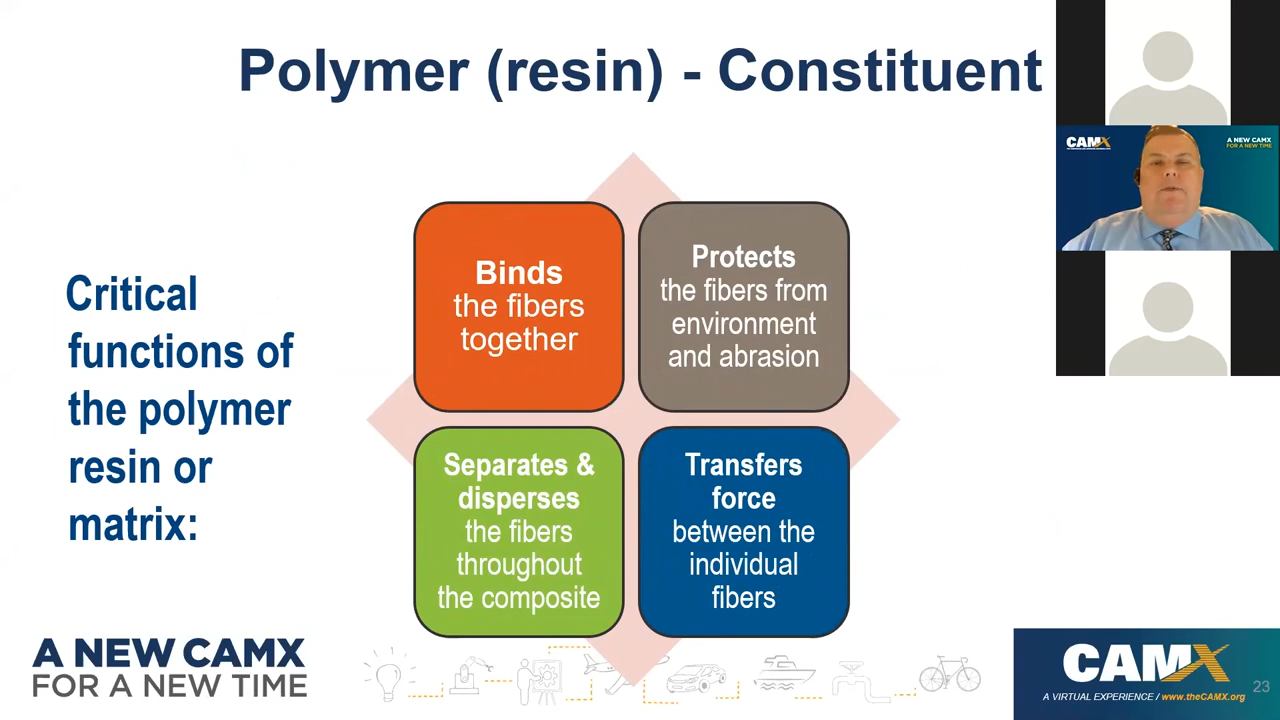 Polymer (resin) - Constituent
CAMX
A NEW CAMX
FOR A NEW TIME
Critical
functions of
the polymer
resin or
matrix:
Binds
the fibers
together
Protects
the fibers from
environment
and abrasion
Separates &
disperses
the fibers
throughout
the composite
Transfers
force
between the
individual
fibers
A NEW CAMX
FOR A NEW TIME
CAMX
A VIRTUAL EXPERIENCE / www.theCAMX.org
23